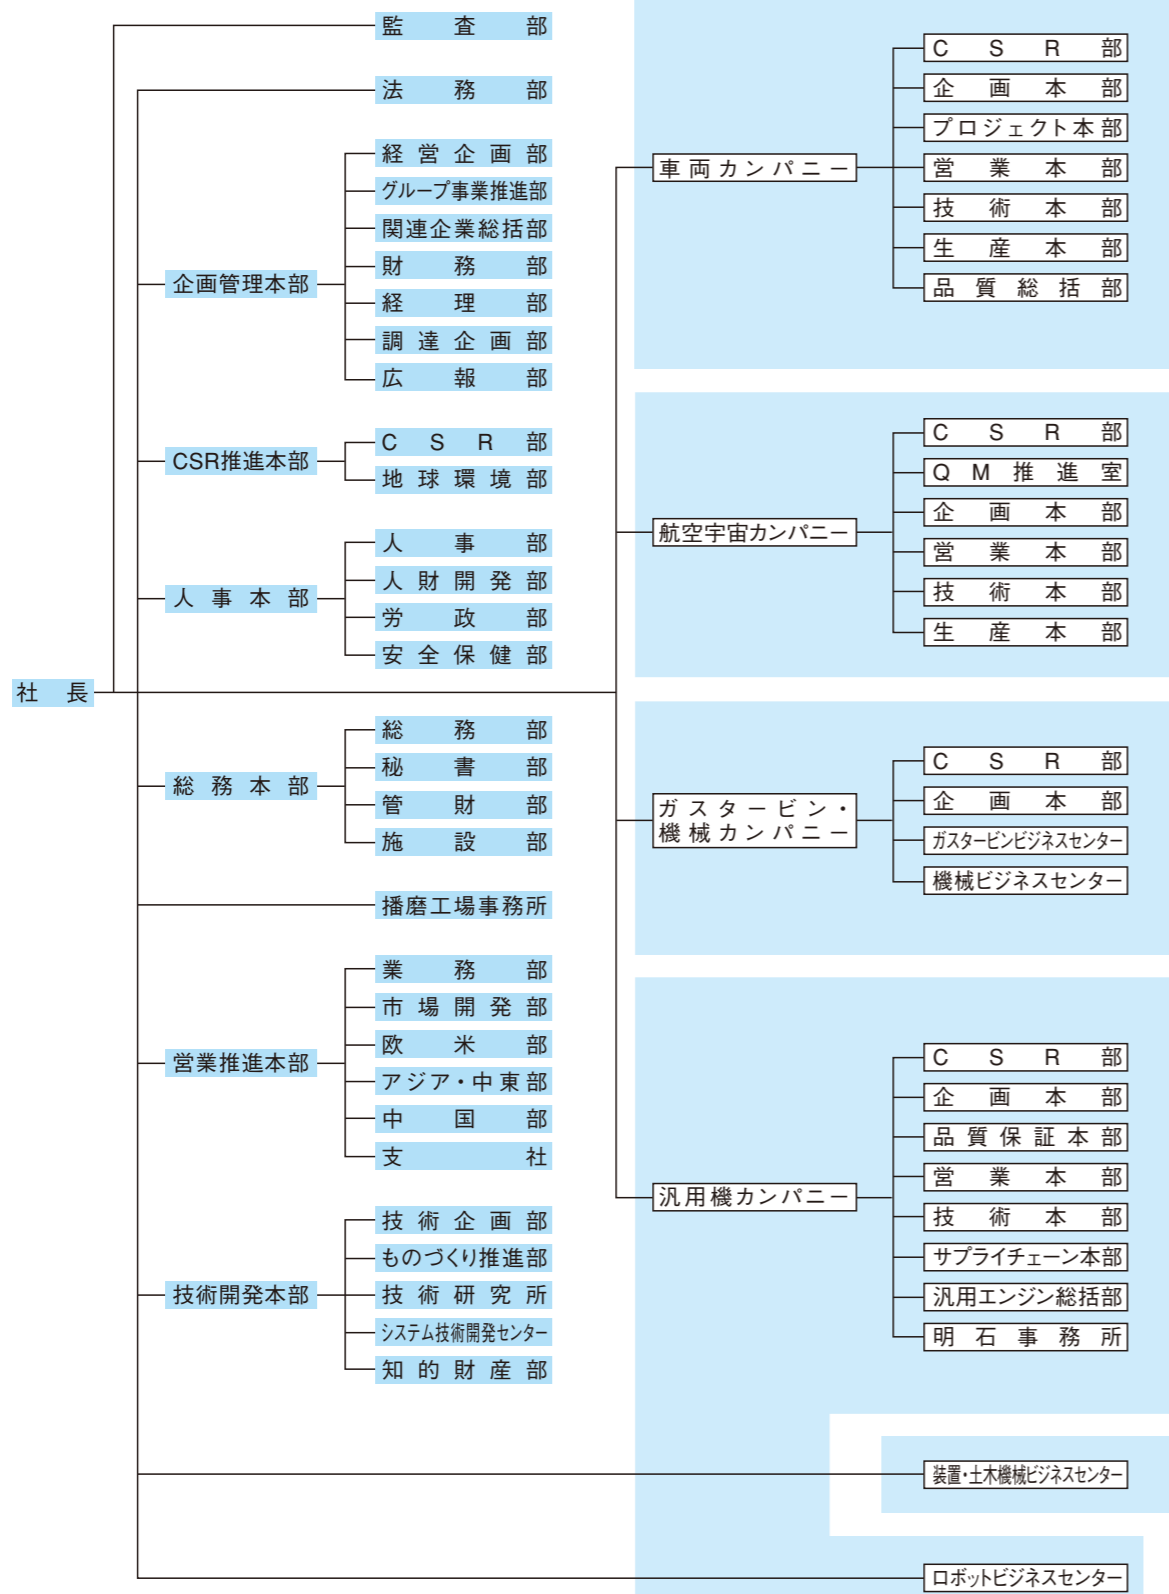 社長
監査部
法務部
企画管理本部
経営企画部
グループ事業推進部
関連企業総括部
財務部
経理部
調達企画部
広報部
CSR推進本部
CSR部
地球環境部
人事本部
人事部
人財開発部
労政部
安全保健部
総務本部
総務部
秘書部
管財部
施設部
播磨工場事務所
営業推進本部
業務部
市場開発部
欧米部
アジア・中東部
中国部
支社
技術開発本部
技術企画部
ものづくり推進部
技術研究所
システム技術開発センター
知的財産部
車両カンパニー
CSR部
企画本部
プロジェクト本部
営業本部
技術本部
生産本部
品質総括部
航空宇宙カンパニー
CSR部
QM推進室
企画本部
営業本部
技術本部
生産本部
ガスタービン・
機械カンパニー
CSR部
企画本部
ガスタービンビジネスセンター
機械ビジネスセンター
汎用機カンパニー
CSR部
企画本部
品質保証本部
営業本部
技術本部
サプライチェーン本部
汎用エンジン総括部
明石事務所
装置・土木機械ビジネスセンター
ロボットビジネスセンター